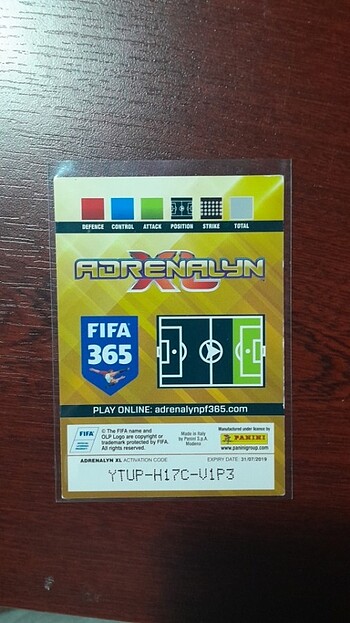 DEFENCE CONTROL ATTACK POSITION STRIKE TOTAL
ADRENALYN
XL
FIFA
365
PLAY ONLINE: adrenalynpf365.com
FIFA
© The FIFA name and
OLP Logo are copyright or
trademark protected by FIFA.
All rights reserved.
Made in Italy
by Panini S.p.A.
Modena
Manufactured under licence by
PANINI
www.paninigroup.com
ADRENALYN XL ACTIVATION CODE
EXPIRY DATE: 31/07/2019
YTUP-H17C-V1P3